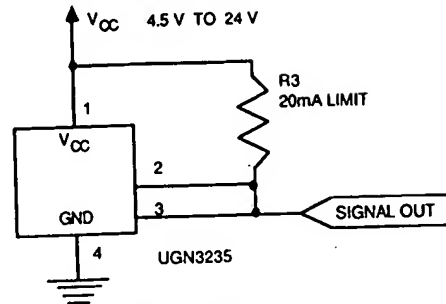 VCC 4.5 V TO 24 V
R3
20mA LIMIT
1
VCC
2
GND
3
SIGNAL OUT
4
UGN3235